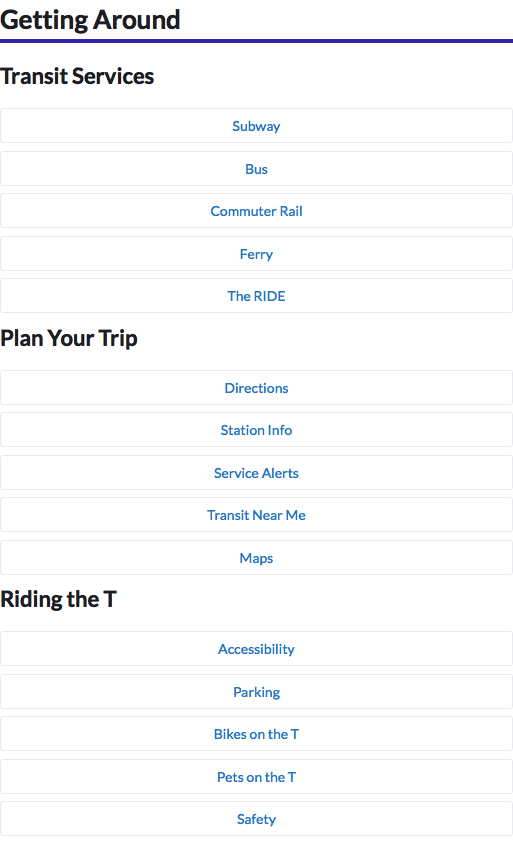 Getting Around
Transit Services
Subway
Bus
Commuter Rail
Ferry
The RIDE
Plan Your Trip
Directions
Station Info
Service Alerts
Transit Near Me
Maps
Riding the T
Accessibility
Parking
Bikes on the T
Pets on the T
Safety